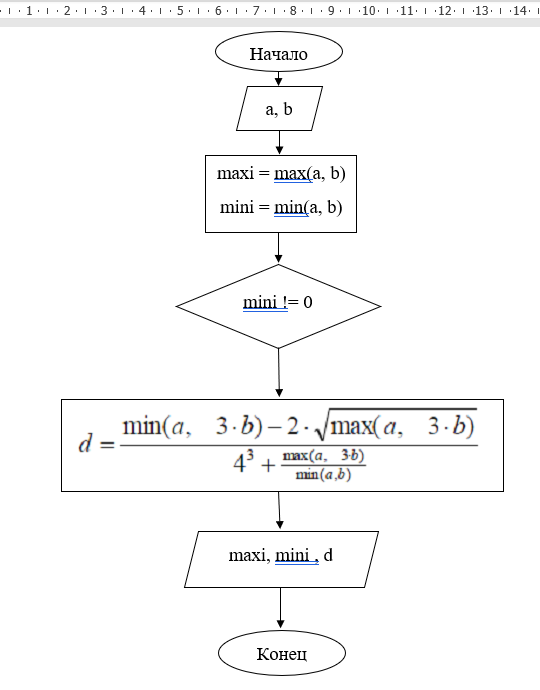 1 2 3 4 5 6 7 8 9 10 11 12 13 14
Начало
a, b
maxi = max(a, b)
mini = min(a, b)
mini != 0
d = (min(a, 3·b) − 2·√max(a, 3·b)) / (4³ + max(a, 3·b) / min(a,b))
maxi, mini , d
Конец